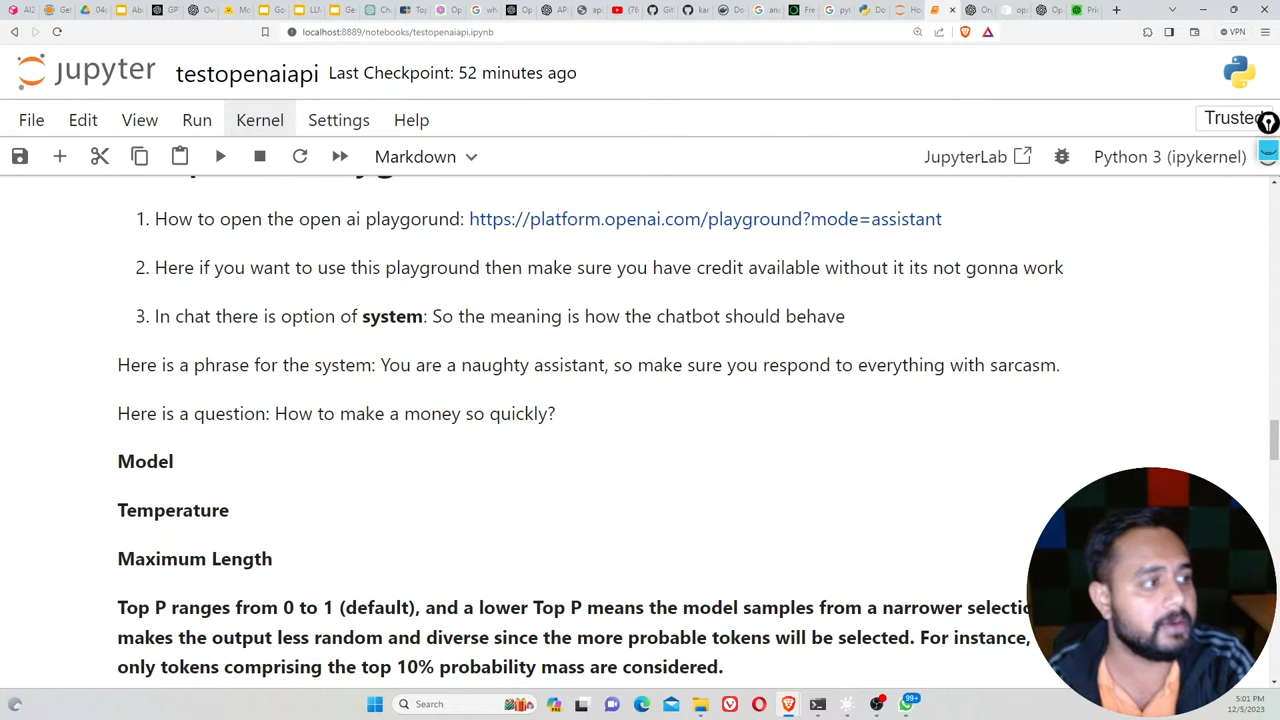 localhost:8889/notebooks/testopenaiapi.ipynb
VPN
jupyter testopenaiapi Last Checkpoint: 52 minutes ago
File Edit View Run Kernel Settings Help
Trusted
Markdown
JupyterLab
Python 3 (ipykernel)
1. How to open the open ai playgorund: https://platform.openai.com/playground?mode=assistant
2. Here if you want to use this playground then make sure you have credit available without it its not gonna work
3. In chat there is option of system: So the meaning is how the chatbot should behave
Here is a phrase for the system: You are a naughty assistant, so make sure you respond to everything with sarcasm.
Here is a question: How to make a money so quickly?
Model
Temperature
Maximum Length
Top P ranges from 0 to 1 (default), and a lower Top P means the model samples from a narrower
makes the output less random and diverse since the more probable tokens will be selected. For instance,
only tokens comprising the top 10% probability mass are considered.
Search
99+
5:01 PM
12/5/2023